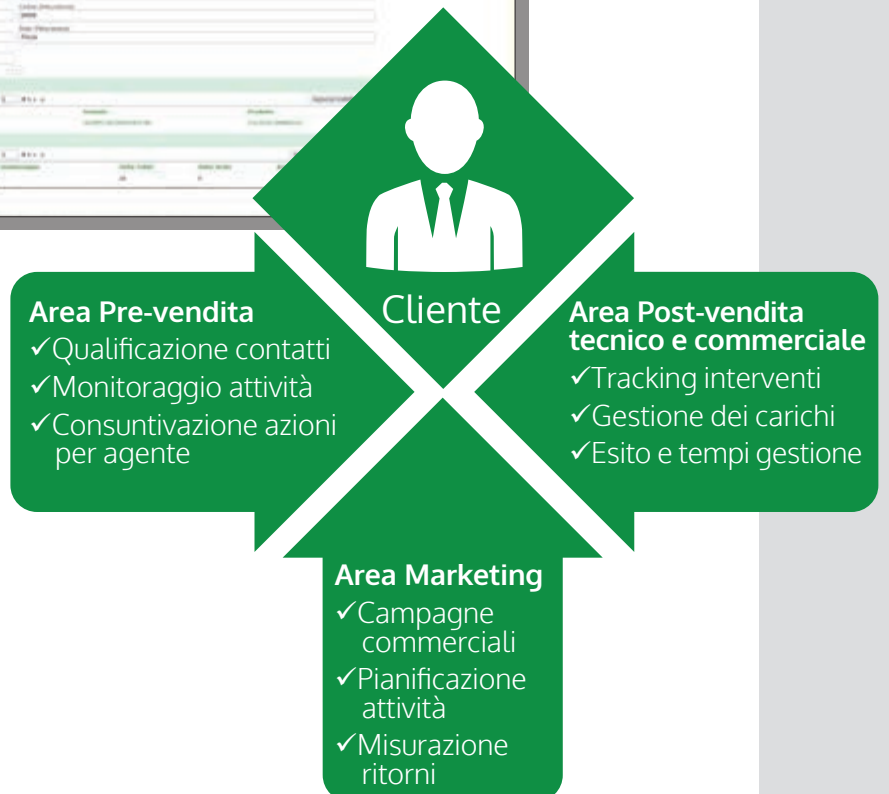 Cliente
Area Pre-vendita
✓Qualificazione contatti
✓Monitoraggio attività
✓Consuntivazione azioni
per agente
Area Post-vendita
tecnico e commerciale
✓Tracking interventi
✓Gestione dei carichi
✓Esito e tempi gestione
Area Marketing
✓Campagne
commerciali
✓Pianificazione
attività
✓Misurazione
ritorni